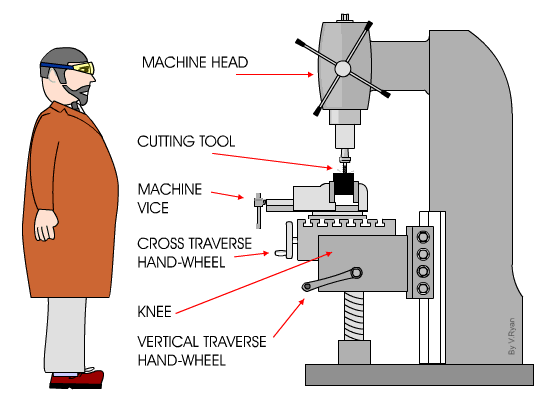 MACHINE HEAD
CUTTING TOOL
MACHINE
VICE
CROSS TRAVERSE
HAND-WHEEL
KNEE
VERTICAL TRAVERSE
HAND-WHEEL
By V.Ryan